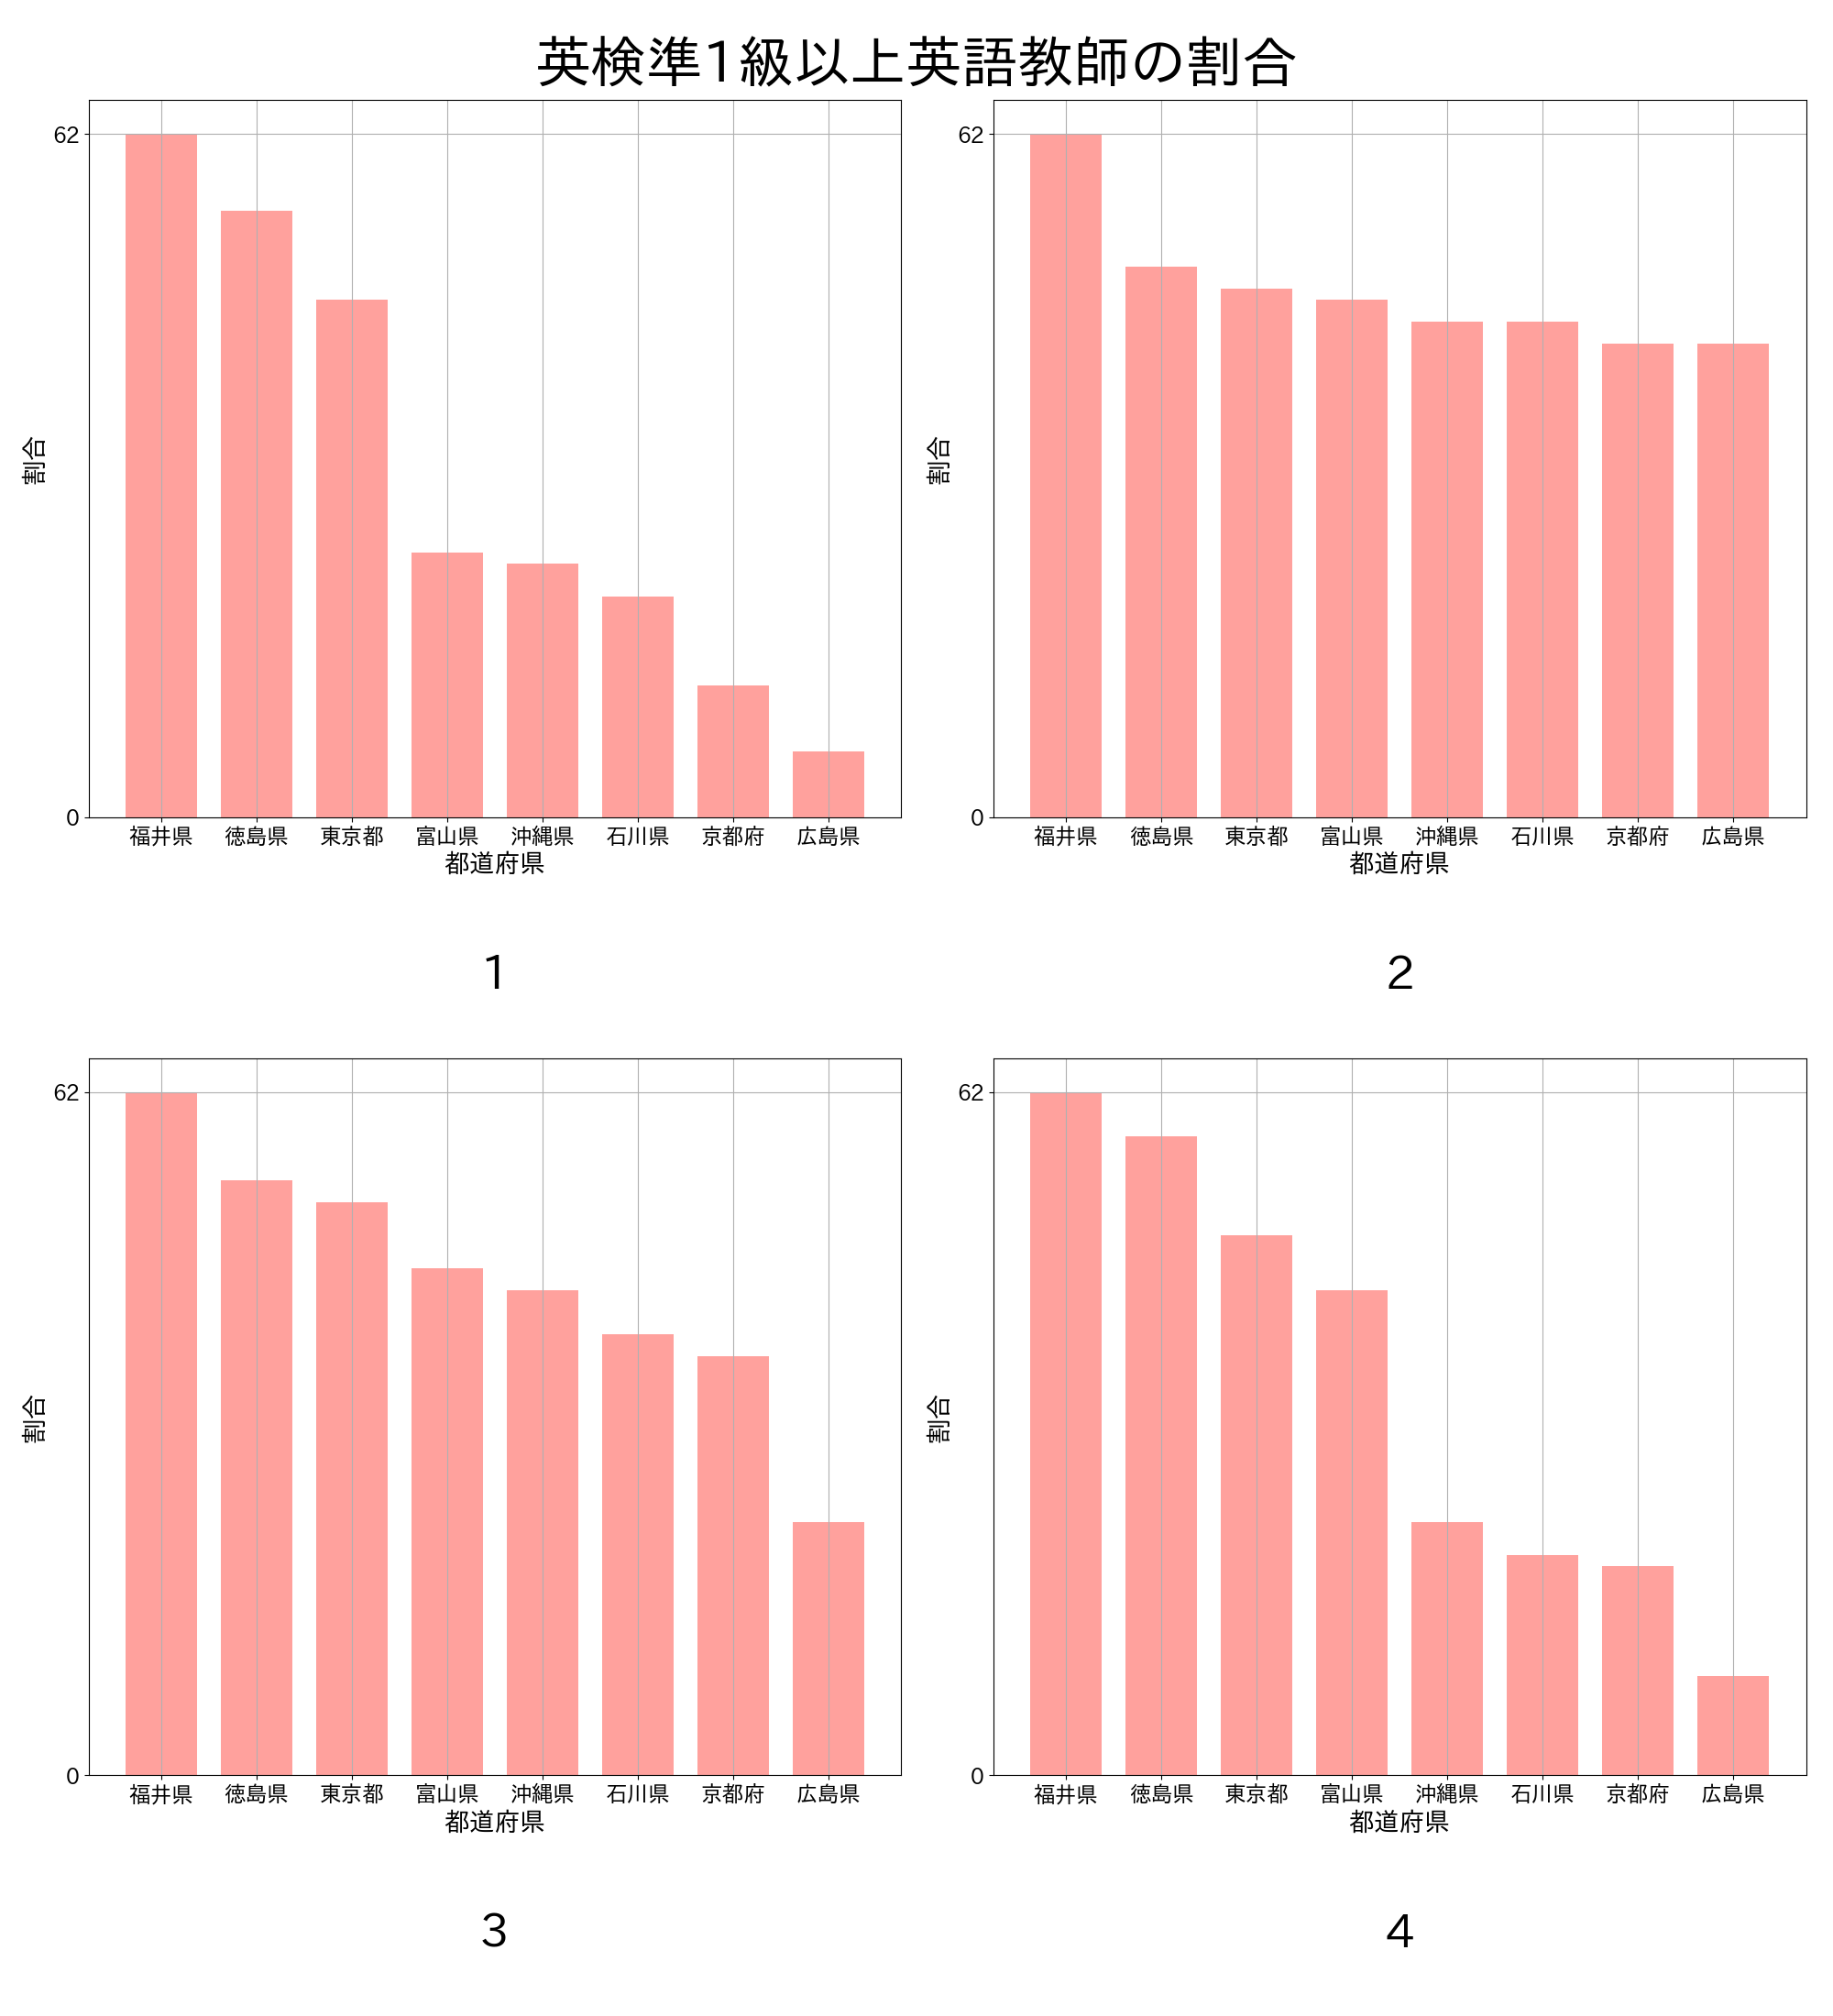 英検準1級以上英語教師の割合
62
0
割合
福井県 徳島県 東京都 富山県 沖縄県 石川県 京都府 広島県
都道府県
1
62
0
割合
福井県 徳島県 東京都 富山県 沖縄県 石川県 京都府 広島県
都道府県
2
62
0
割合
福井県 徳島県 東京都 富山県 沖縄県 石川県 京都府 広島県
都道府県
3
62
0
割合
福井県 徳島県 東京都 富山県 沖縄県 石川県 京都府 広島県
都道府県
4